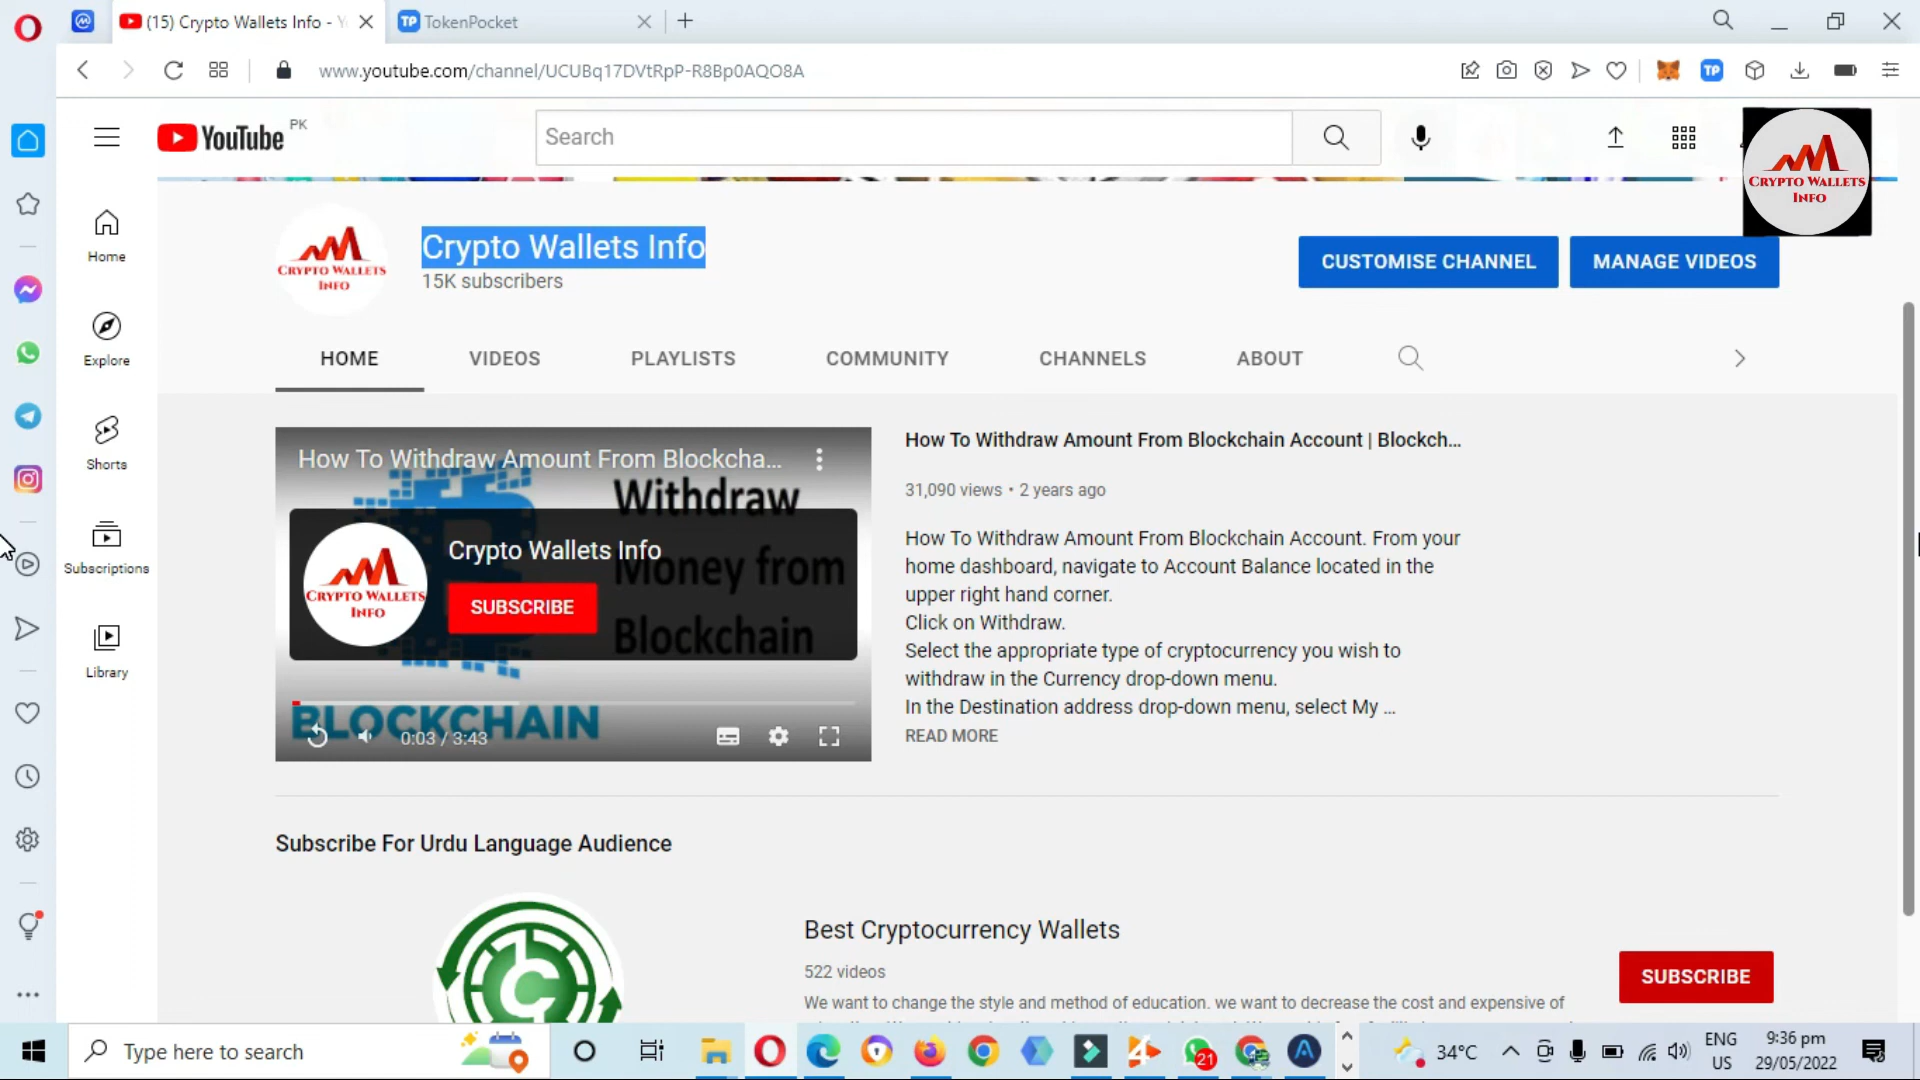 (15) Crypto Wallets Info - Y
TokenPocket
www.youtube.com/channel/UCUBq17DVtRpP-R8Bp0AQO8A
YouTube PK
Search
CRYPTO WALLETS
INFO
Home
Explore
Shorts
Subscriptions
Library
CRYPTO WALLETS
INFO
Crypto Wallets Info
15K subscribers
CUSTOMISE CHANNEL
MANAGE VIDEOS
HOME
VIDEOS
PLAYLISTS
COMMUNITY
CHANNELS
ABOUT
How To Withdraw Amount From Blockcha...
Withdraw
Money from
Blockchain
CRYPTO WALLETS
INFO
Crypto Wallets Info
SUBSCRIBE
BLOCKCHAIN
0:03 / 3:43
How To Withdraw Amount From Blockchain Account | Blockch...
31,090 views • 2 years ago
How To Withdraw Amount From Blockchain Account. From your
home dashboard, navigate to Account Balance located in the
upper right hand corner.
Click on Withdraw.
Select the appropriate type of cryptocurrency you wish to
withdraw in the Currency drop-down menu.
In the Destination address drop-down menu, select My ...
READ MORE
Subscribe For Urdu Language Audience
Best Cryptocurrency Wallets
522 videos
We want to change the style and method of education. we want to decrease the cost and expensive of
SUBSCRIBE
Type here to search
21
34°C
ENG
US
9:36 pm
29/05/2022